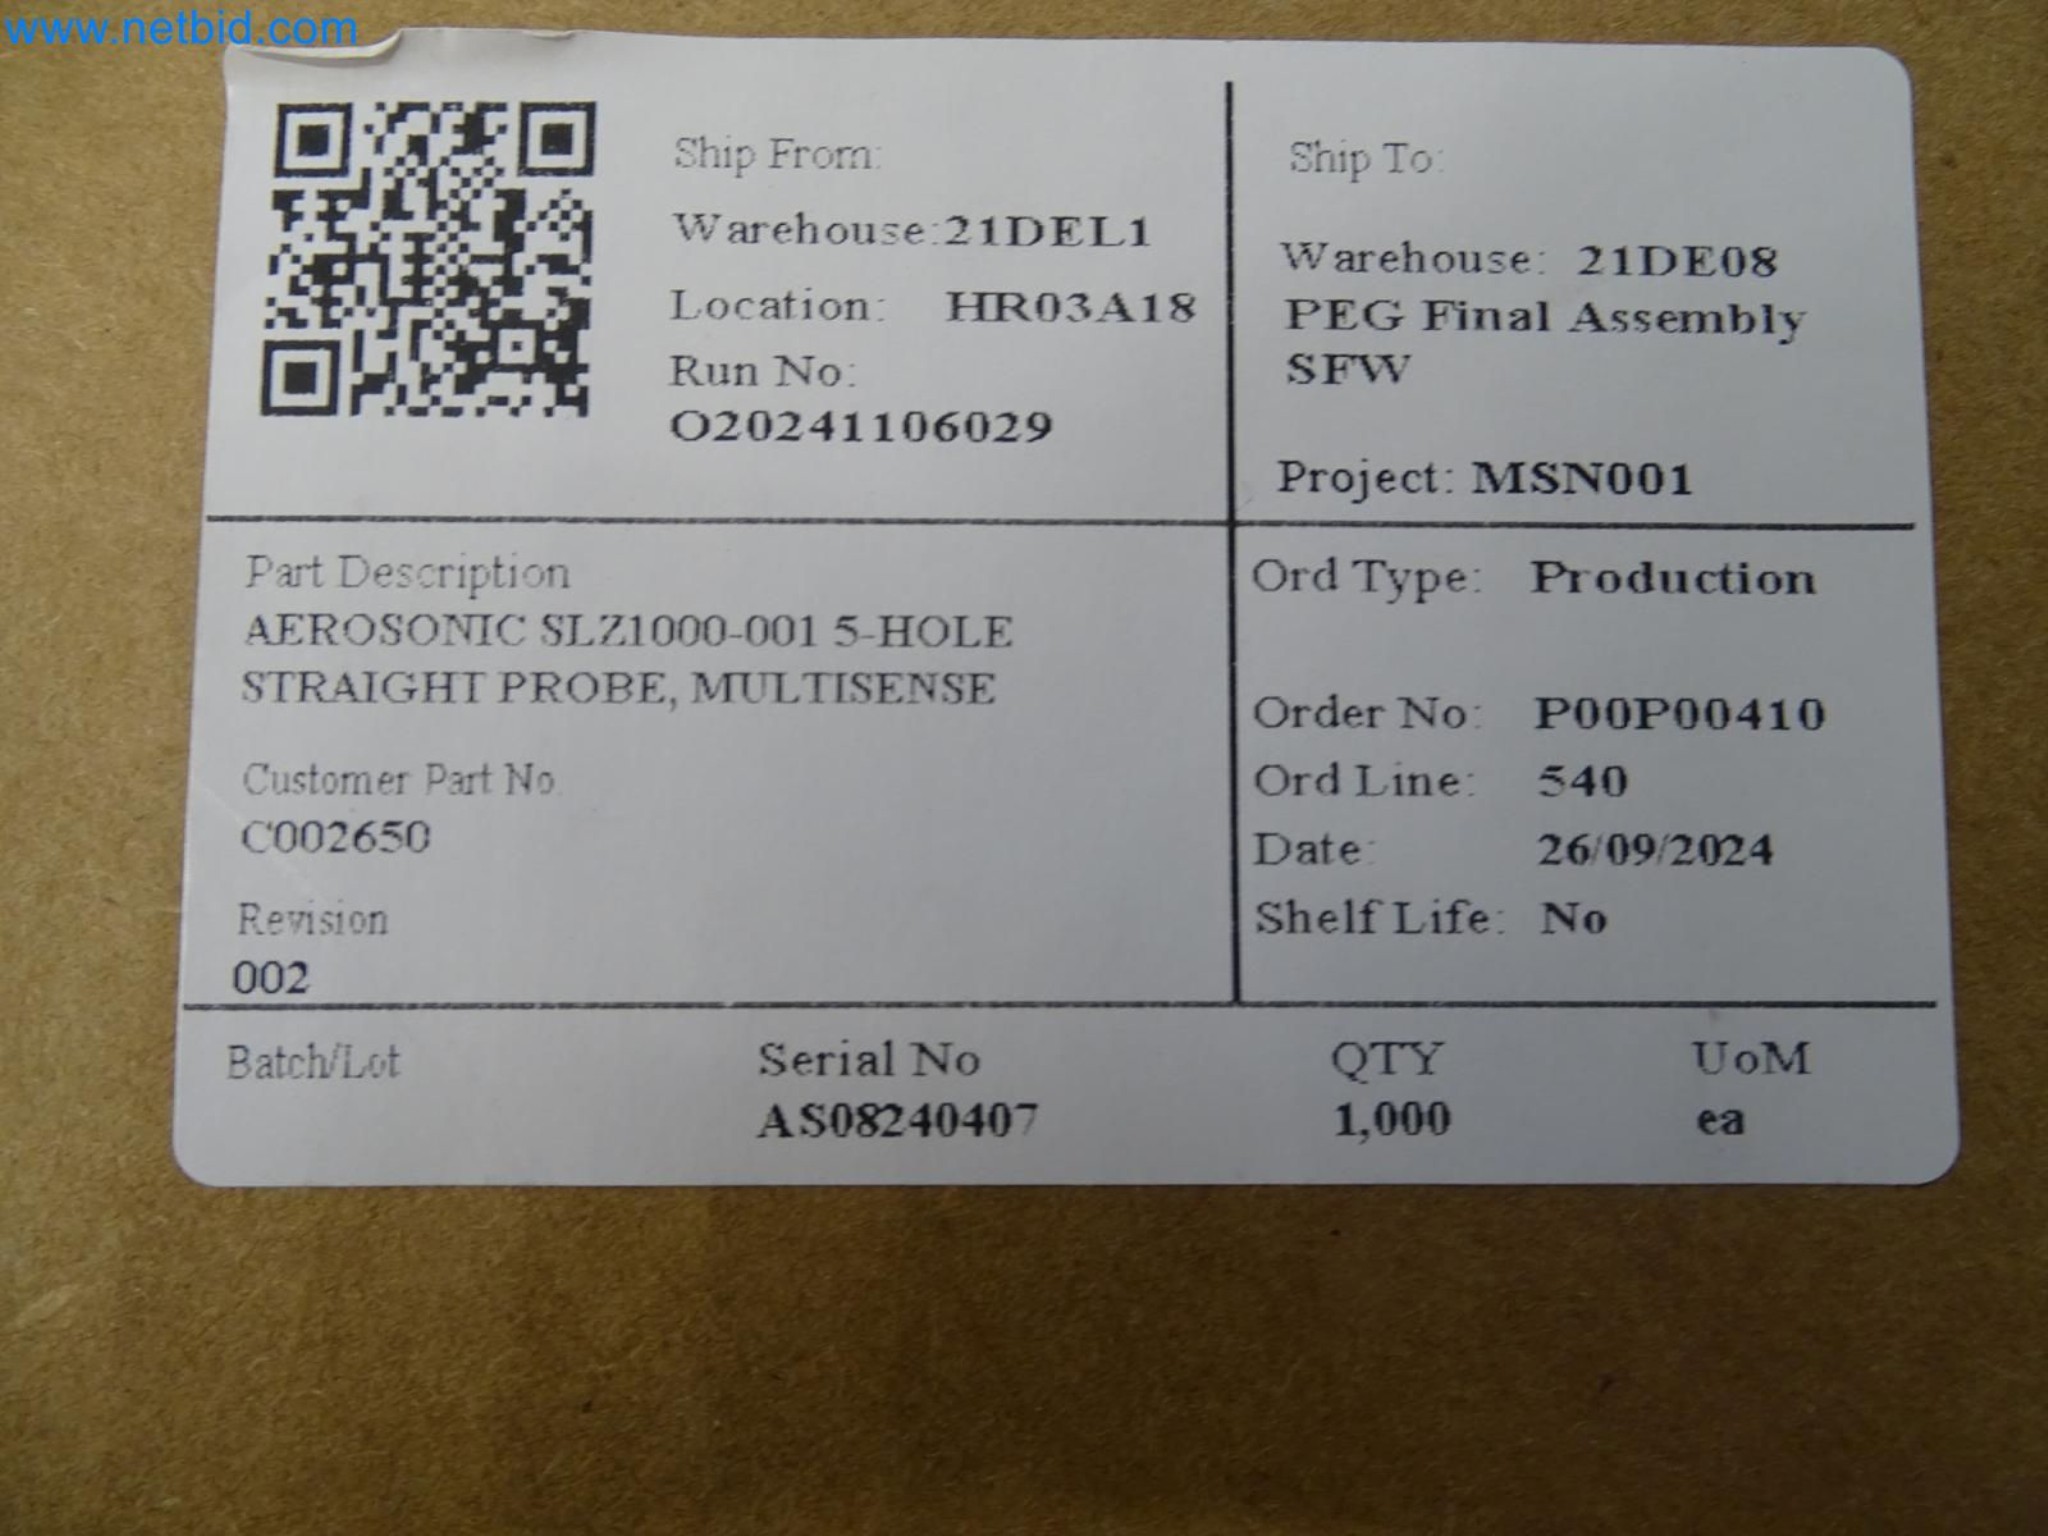 www.netbid.com
Ship From:
Warehouse:21DEL1
Location: HR03A18
Run No:
O20241106029
Ship To:
Warehouse: 21DE08
PEG Final Assembly
SFW
Project: MSN001
Part Description
AEROSONIC SLZ1000-001 5-HOLE
STRAIGHT PROBE, MULTISENSE
Customer Part No
C002650
Revision
002
Ord Type: Production
Order No: P00P00410
Ord Line: 540
Date: 26/09/2024
Shelf Life: No
Batch/Lot Serial No QTY UoM
AS08240407 1,000 ea